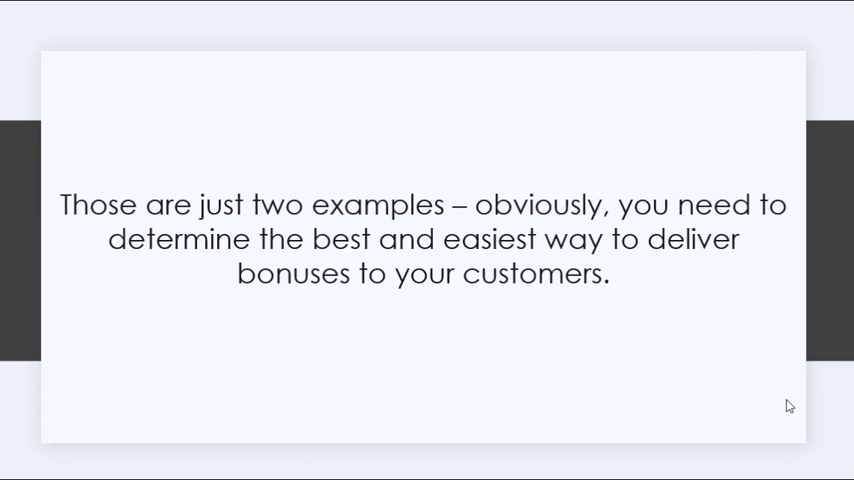 Those are just two examples – obviously, you need to
determine the best and easiest way to deliver
bonuses to your customers.